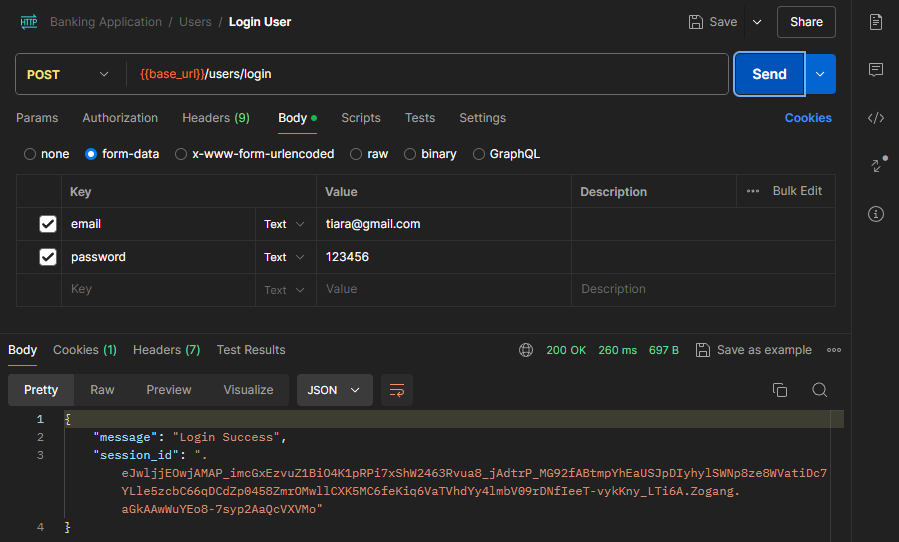 HTTP Banking Application / Users / Login User Save Share
POST {{base_url}}/users/login Send
Params Authorization Headers (9) Body Scripts Tests Settings Cookies
none form-data x-www-form-urlencoded raw binary GraphQL
Key Value Description Bulk Edit
email Text tiara@gmail.com
password Text 123456
Key Text Value Description
Body Cookies (1) Headers (7) Test Results 200 OK 260 ms 697 B Save as example
Pretty Raw Preview Visualize JSON
1 {
2 "message": "Login Success",
3 "session_id": ".
eJwljjEOwjAMAP_imcGxEzvuZ1BiO4K1pRPi7xShW2463Rvua8_jAdtrP_MG92fABtmpYhEaUSJpDIyhylSWNp8ze8WVatiDc7
YLle5zcbC66qDCdZp0458ZmrOMwllCXK5MC6feKiq6VaTVhdYy4lmbV09rDNfIeeT-vykKny_LTi6A.Zogang.
aGkAAwWuYEo8-7syp2AaQcVXVMo"
4 }